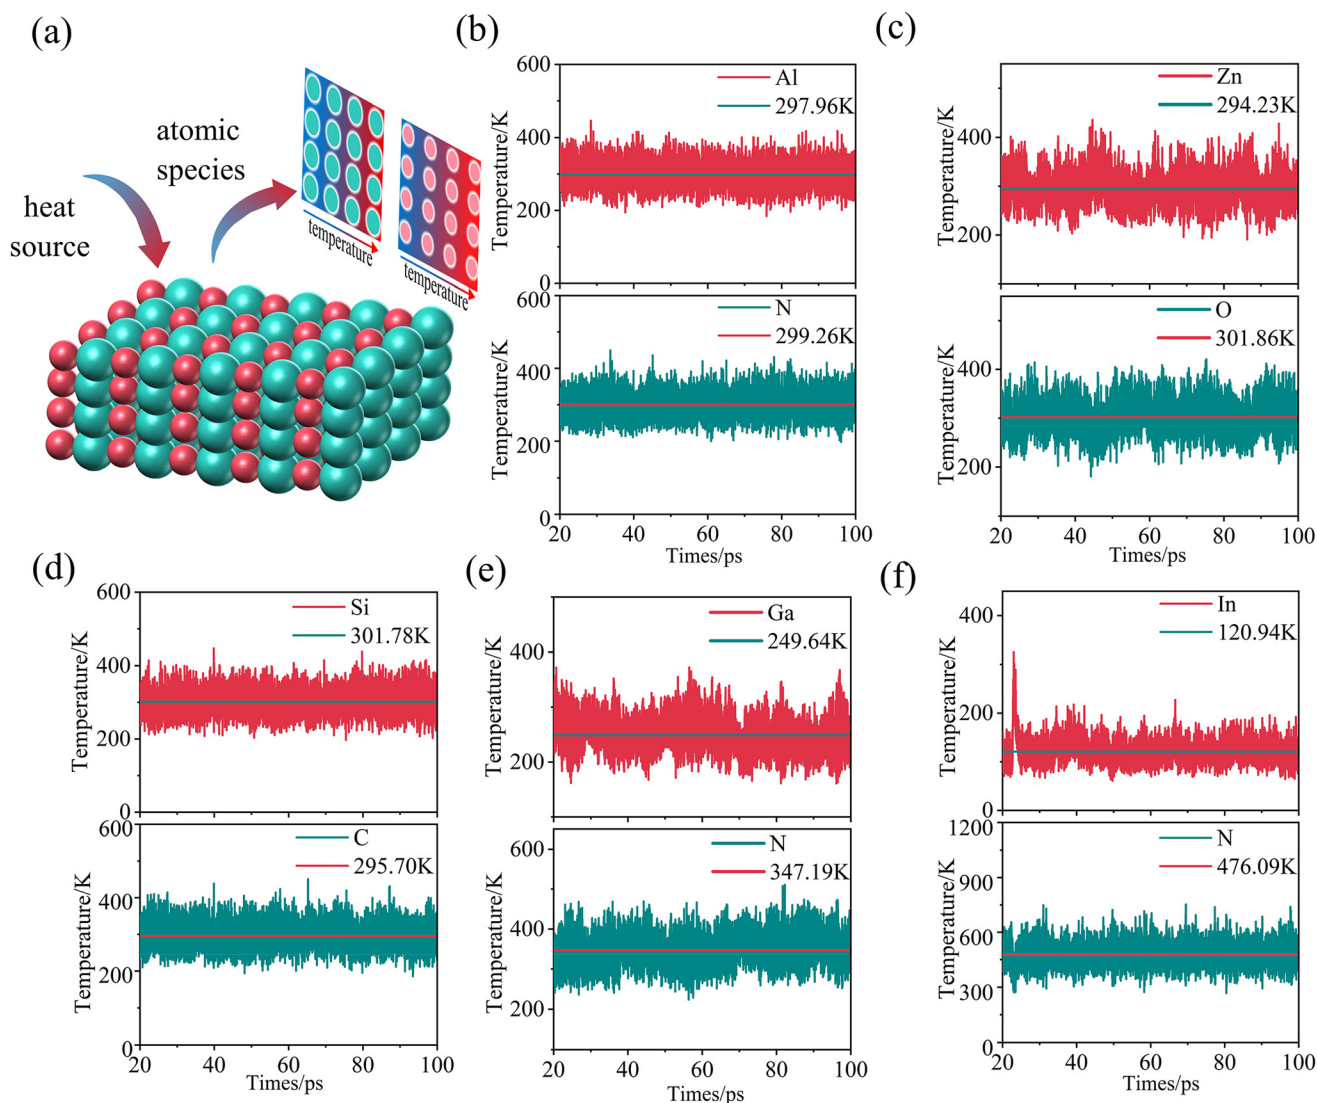 (a)
heat
source
atomic
species
temperature
temperature
(b)
600
400
200
0
Temperature/K
Al
297.96K
600
400
200
0
Temperature/K
N
299.26K
20
40
60
80
100
Times/ps
(c)
400
200
Temperature/K
Zn
294.23K
400
200
Temperature/K
O
301.86K
20
40
60
80
100
Times/ps
(d)
600
400
200
0
Temperature/K
Si
301.78K
600
400
200
0
Temperature/K
C
295.70K
20
40
60
80
100
Times/ps
(e)
400
200
Temperature/K
Ga
249.64K
600
400
200
Temperature/K
N
347.19K
20
40
60
80
100
Times/ps
(f)
400
200
0
Temperature/K
In
120.94K
1200
900
600
300
0
Temperature/K
N
476.09K
20
40
60
80
100
Times/ps